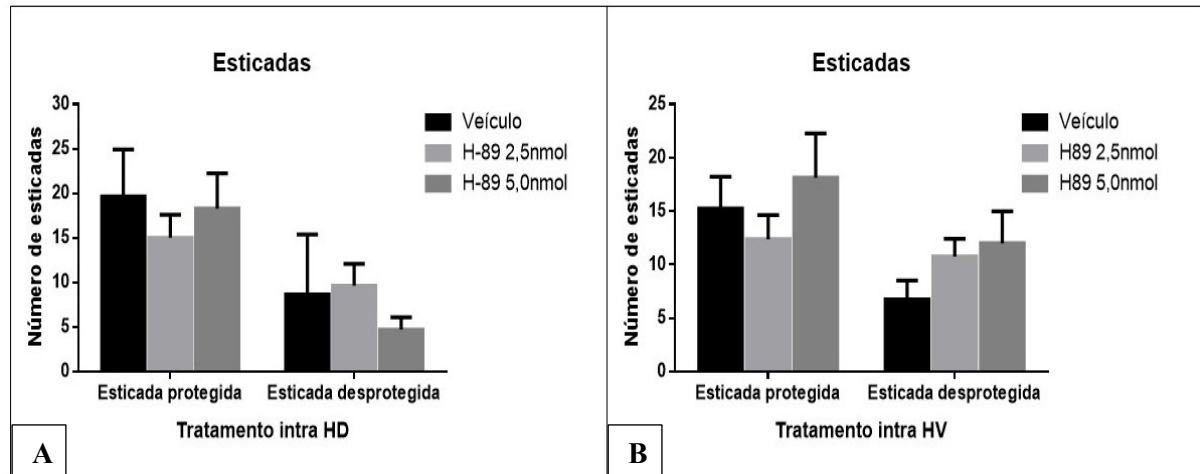 Esticadas
Número de esticadas
30
25
20
15
10
5
0
Veículo
H-89 2,5nmol
H-89 5,0nmol
Esticada protegida
Esticada desprotegida
Tratamento intra HD
A
Esticadas
Número de esticadas
25
20
15
10
5
0
Veículo
H89 2,5nmol
H89 5,0nmol
Esticada protegida
Esticada desprotegida
Tratamento intra HV
B